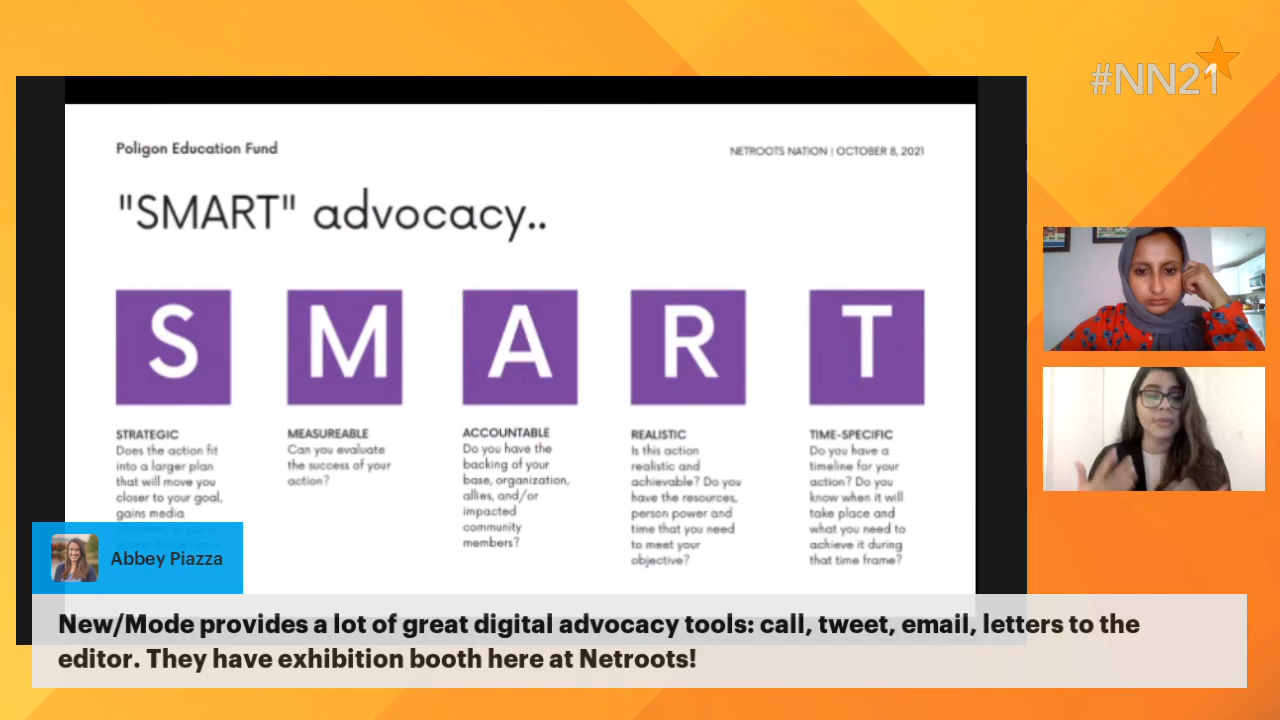 #NN21
Poligon Education Fund
NETROOTS NATION | OCTOBER 8, 2021
"SMART" advocacy..
S
M
A
R
T
STRATEGIC
Does the action fit
into a larger plan
that will move you
closer to your goal,
gains media
MEASUREABLE
Can you evaluate
the success of your
action?
ACCOUNTABLE
Do you have the
backing of your
base, organization,
allies, and/or
impacted
community
members?
REALISTIC
Is this action
realistic and
achievable? Do you
have the resources,
person power and
time that you need
to meet your
objective?
TIME-SPECIFIC
Do you have a
timeline for your
action? Do you
know when it will
take place and
what you need to
achieve it during
that time frame?
Abbey Piazza
New/Mode provides a lot of great digital advocacy tools: call, tweet, email, letters to the
editor. They have exhibition booth here at Netroots!